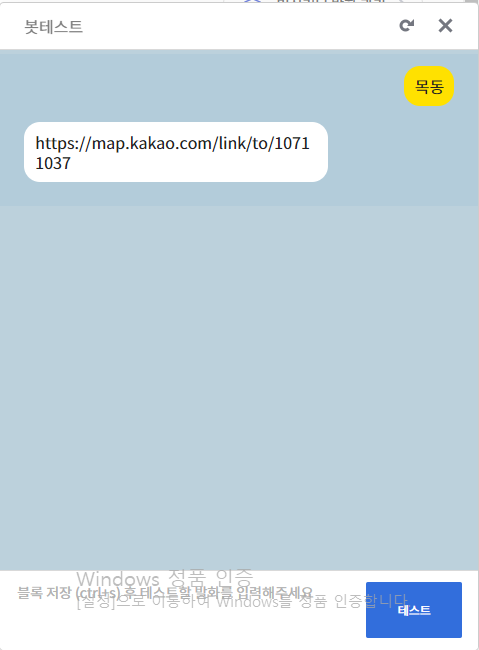 봇테스트
목동
https://map.kakao.com/link/to/1071
1037
Windows 정품 인증
블록 저장 (ctrl+s) 후 테스트할 발화를 입력해주세요
[설정]으로 이동하여 Windows를 정품 인증합니다
테스트